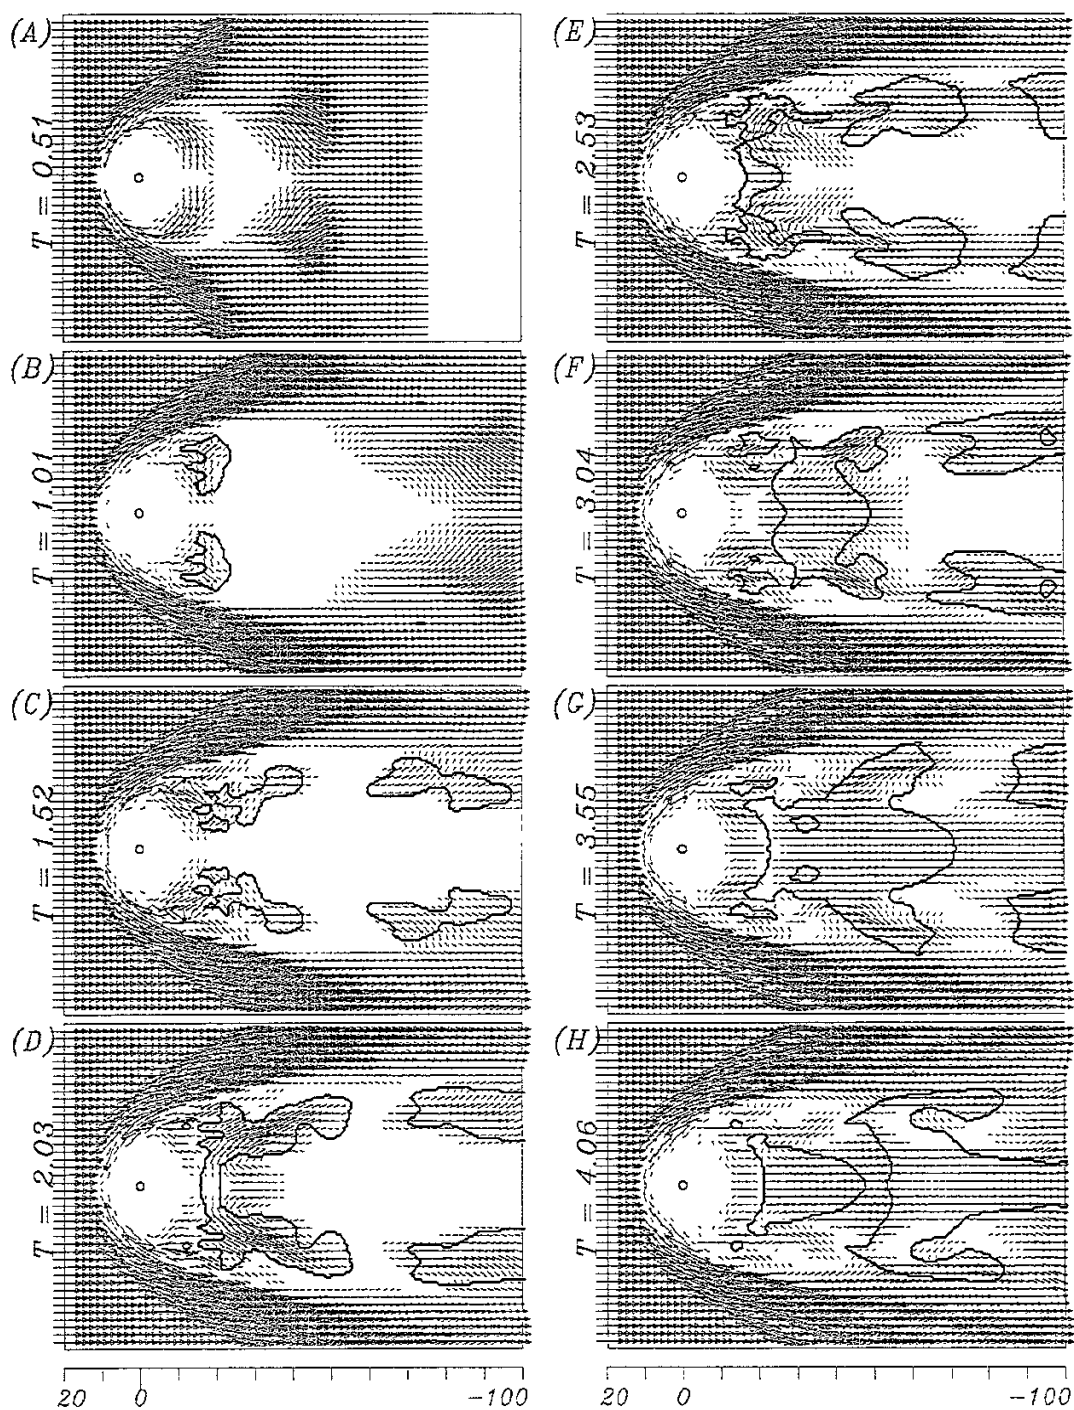 (A)
T = 0.51
(B)
T = 1.01
(C)
T = 1.52
(D)
T = 2.03
20 0 -100
(E)
T = 2.53
(F)
T = 3.04
(G)
T = 3.55
(H)
T = 4.06
20 0 -100